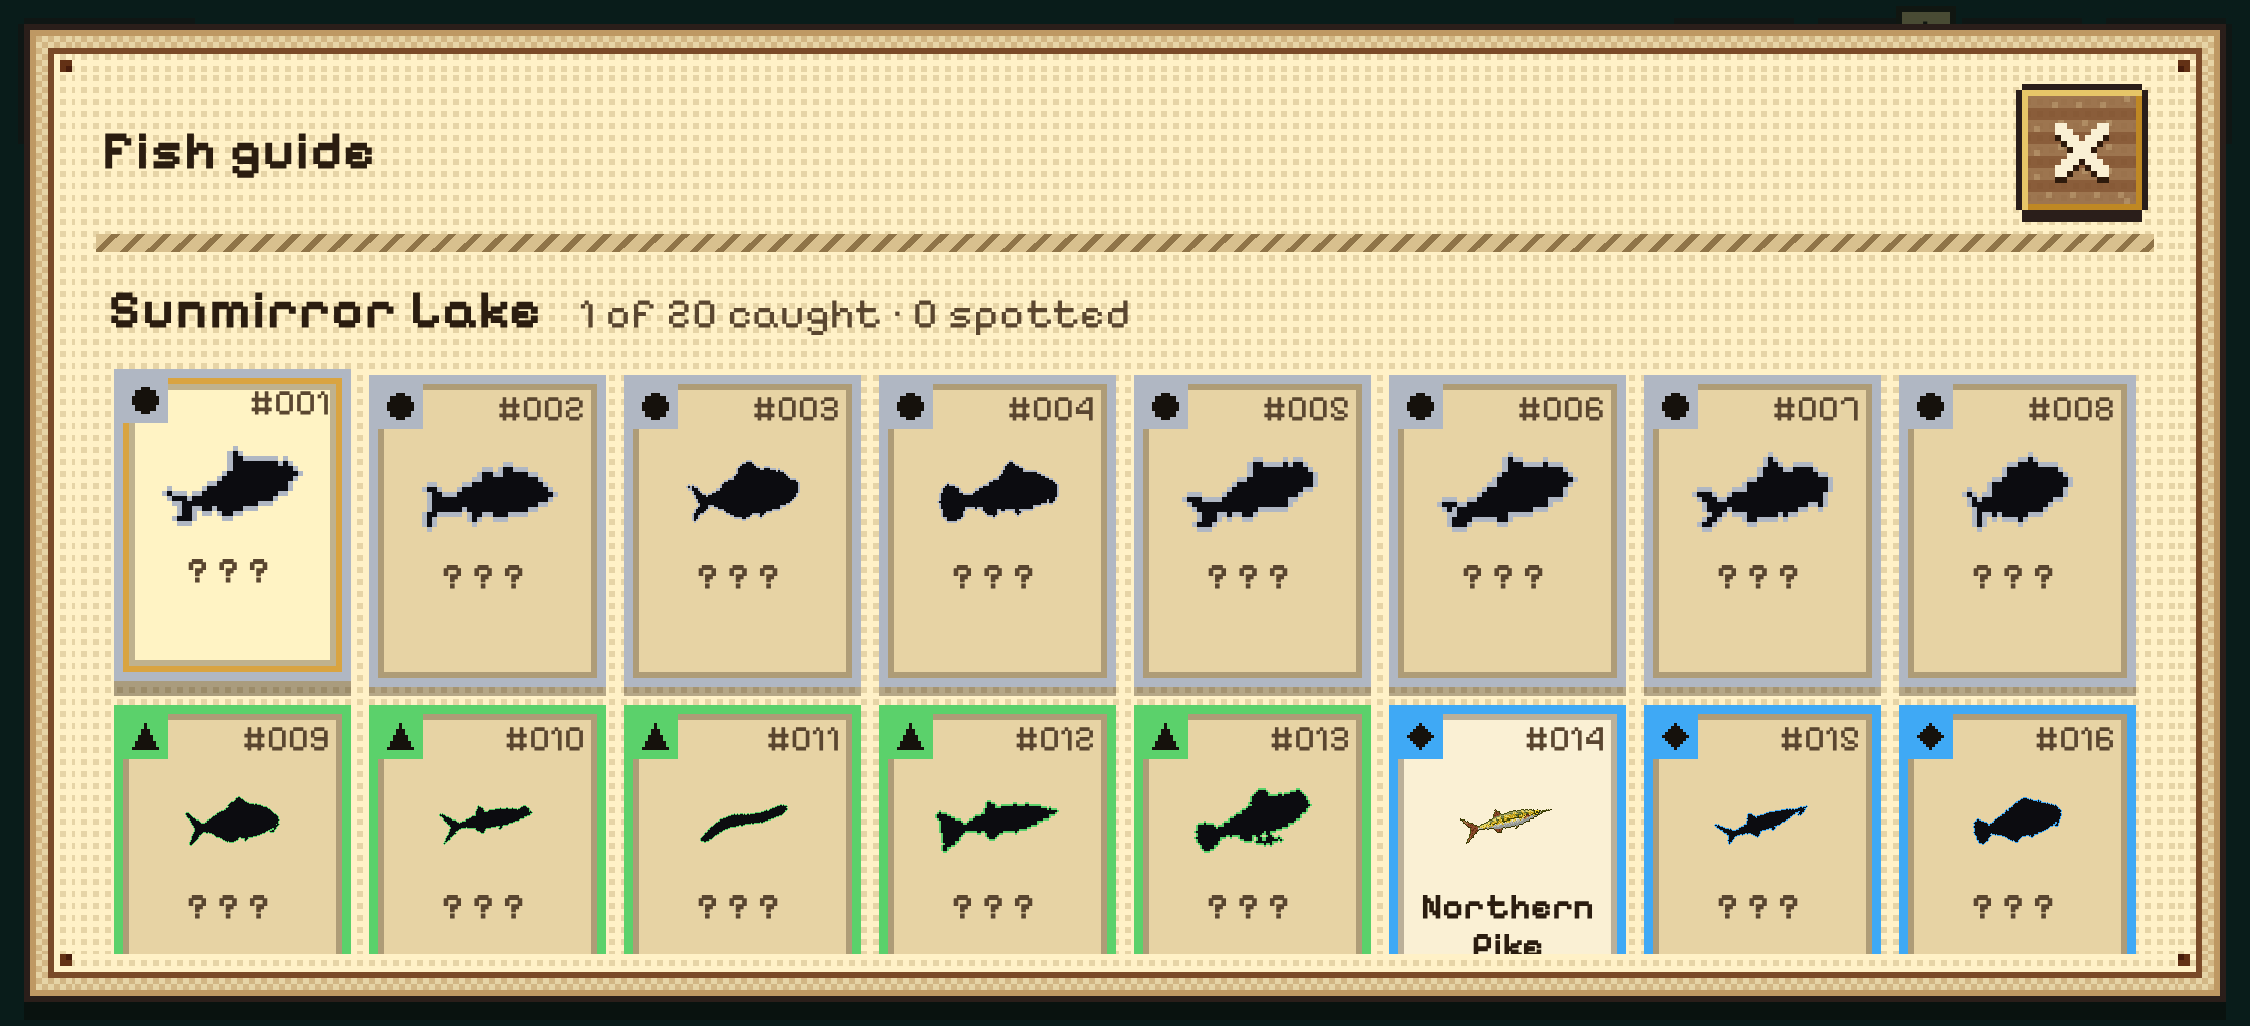 Fish guide
Sunmirror Lake 1 of 20 caught · 0 spotted
#001 #002 #003 #004 #005 #006 #007 #008
? ? ? ? ? ? ? ? ? ? ? ? ? ? ? ? ? ? ? ? ? ? ? ?
#009 #010 #011 #012 #013 #014 #015 #016
? ? ? ? ? ? ? ? ? ? ? ? ? ? ? Northern ? ? ? ? ? ?
Pike